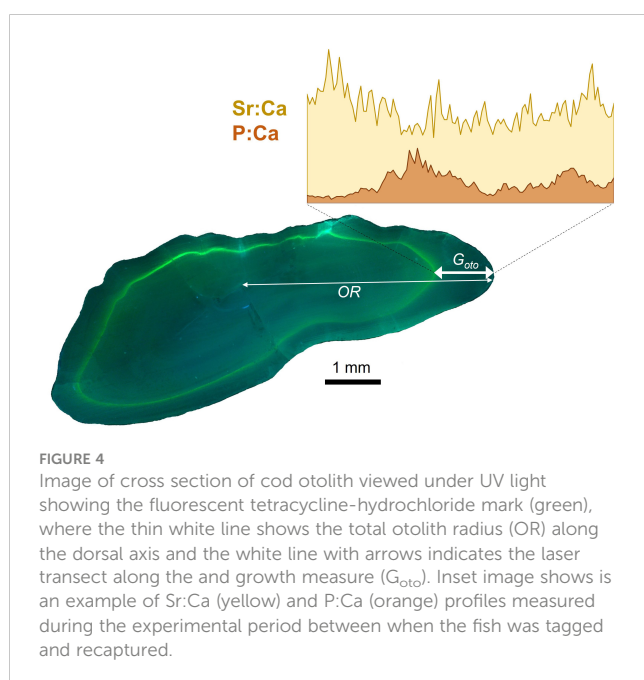 Sr:Ca
P:Ca
Goto
OR
1 mm
FIGURE 4
Image of cross section of cod otolith viewed under UV light
showing the fluorescent tetracycline-hydrochloride mark (green),
where the thin white line shows the total otolith radius (OR) along
the dorsal axis and the white line with arrows indicates the laser
transect along the and growth measure (Goto). Inset image shows is
an example of Sr:Ca (yellow) and P:Ca (orange) profiles measured
during the experimental period between when the fish was tagged
and recaptured.